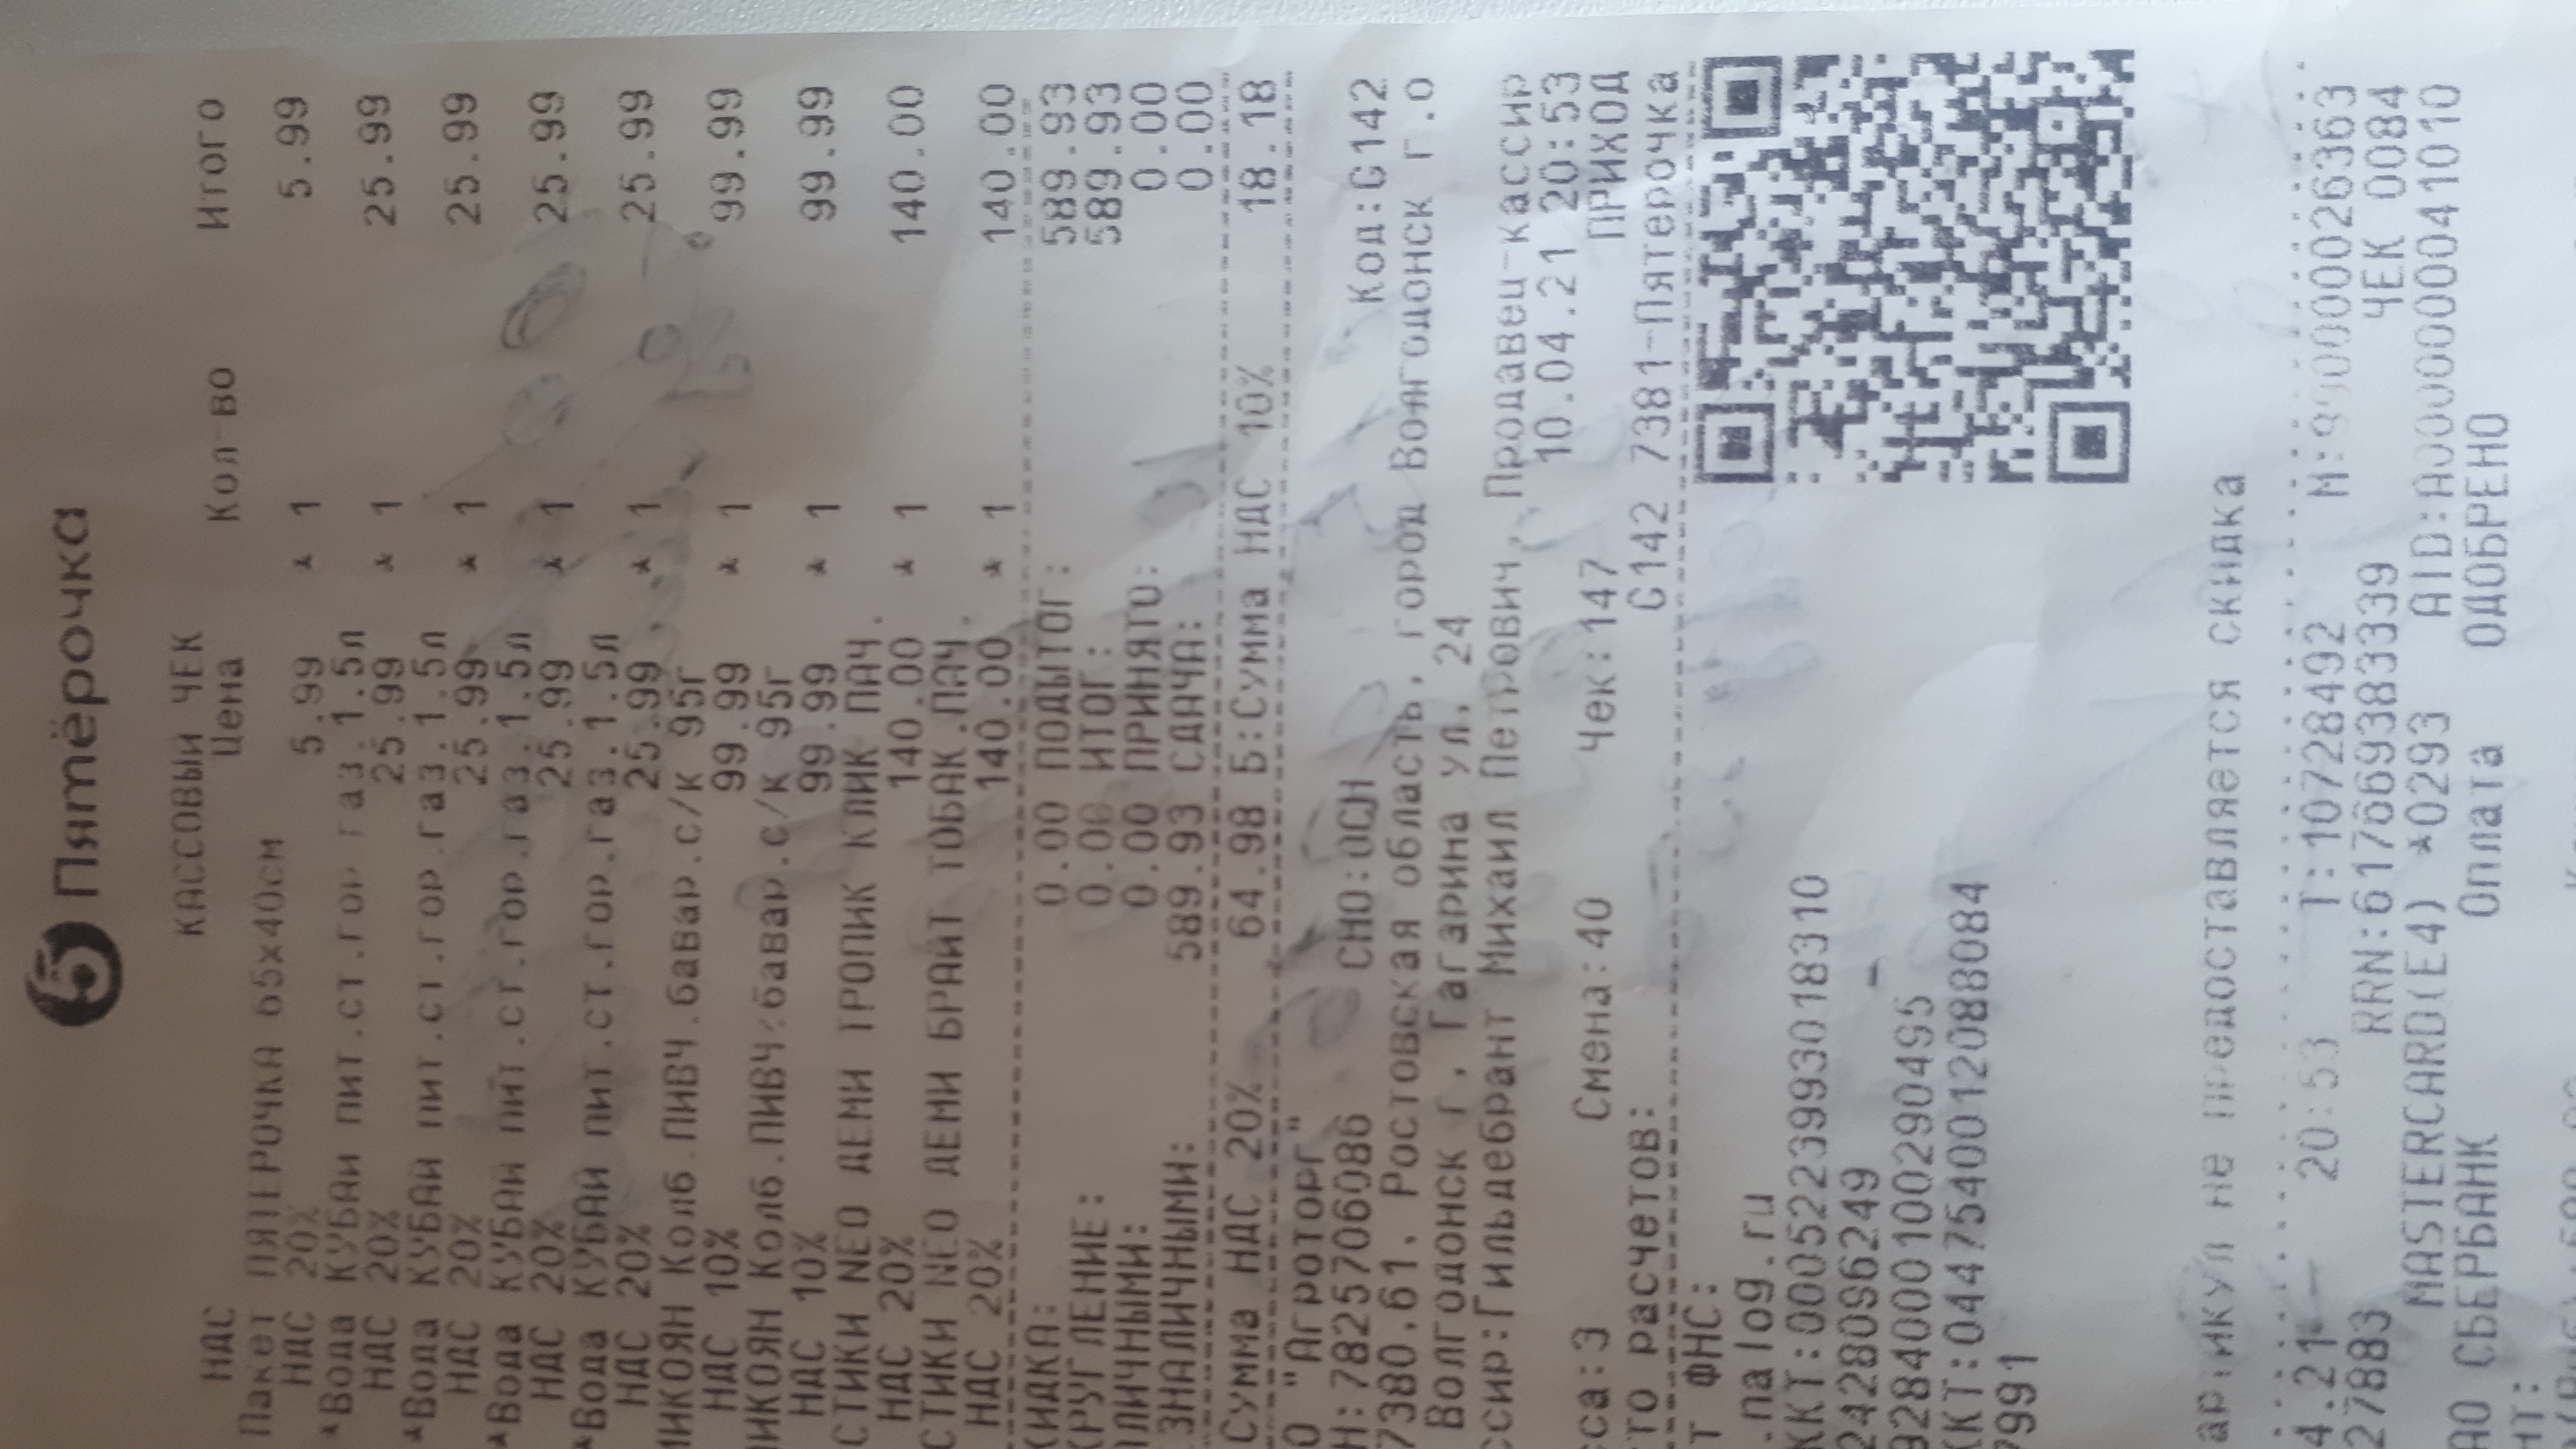 5 Пятёрочка
КАССОВЫЙ ЧЕК
НДС Цена Кол-во Итого
Пакет ПЯТЕРОЧКА 65х40см
НДС 20% 5.99 * 1 5.99
*Вода КУБАЙ пит.ст.гор.газ.1.5л
НДС 20% 25.99 * 1 25.99
*Вода КУБАЙ пит.ст.гор.газ.1.5л
НДС 20% 25.99 * 1 25.99
*Вода КУБАЙ пит.ст.гор.газ.1.5л
НДС 20% 25.99 * 1 25.99
*Вода КУБАЙ пит.ст.гор.газ.1.5л
НДС 20% 25.99 * 1 25.99
МИКОЯН Колб.ПИВЧ.бавар.с/к 95г
НДС 10% 99.99 * 1 99.99
ИКОЯН Колб.ПИВЧ.бавар.с/к 95г
НДС 10% 99.99 * 1 99.99
СТИКИ NEO ДЕМИ ТРОПИК КЛИК ПАЧ.
НДС 20% 140.00 * 1 140.00
СТИКИ NEO ДЕМИ БРАЙТ ТОБАК.ПАЧ.
НДС 20% 140.00 * 1 140.00
КИДКА: 0.00 ПОДЫТОГ: 589.93
КРУГЛЕНИЕ: 0.00 ИТОГ: 589.93
АЛИЧНЫМИ: 0.00 ПРИНЯТО: 0.00
ЗНАЛИЧНЫМИ: 589.93 СДАЧА: 0.00
Сумма НДС 20% 64.98 Б:Сумма НДС 10% 18.18
О "Агроторг"
Н:7825706086 СНО:ОСН Код:G142
7380,61, Ростовская область, город Волгодонск г.о
Волгодонск г, Гагарина ул, 24
ссир:Гильдебрант Михаил Петрович, Продавец-кассир
10.04.21 20:53
сса:3 Смена:40 Чек:147 ПРИХОД
то расчетов: G142 7381-Пятерочка
т ФНС:
.nalog.ru
ККТ:0005223993018310
2428096249
9284000100290495
ККТ:0447540012088084
7991
артикул не предоставляется скидка
4.21 20:53 Т:10728492 М:990000026363
27883 RRN:617669383339 ЧЕК 0084
MASTERCARD(E4) *0293 AID:A0000000041010
АО СБЕРБАНК Оплата ОДОБРЕНО
нт: